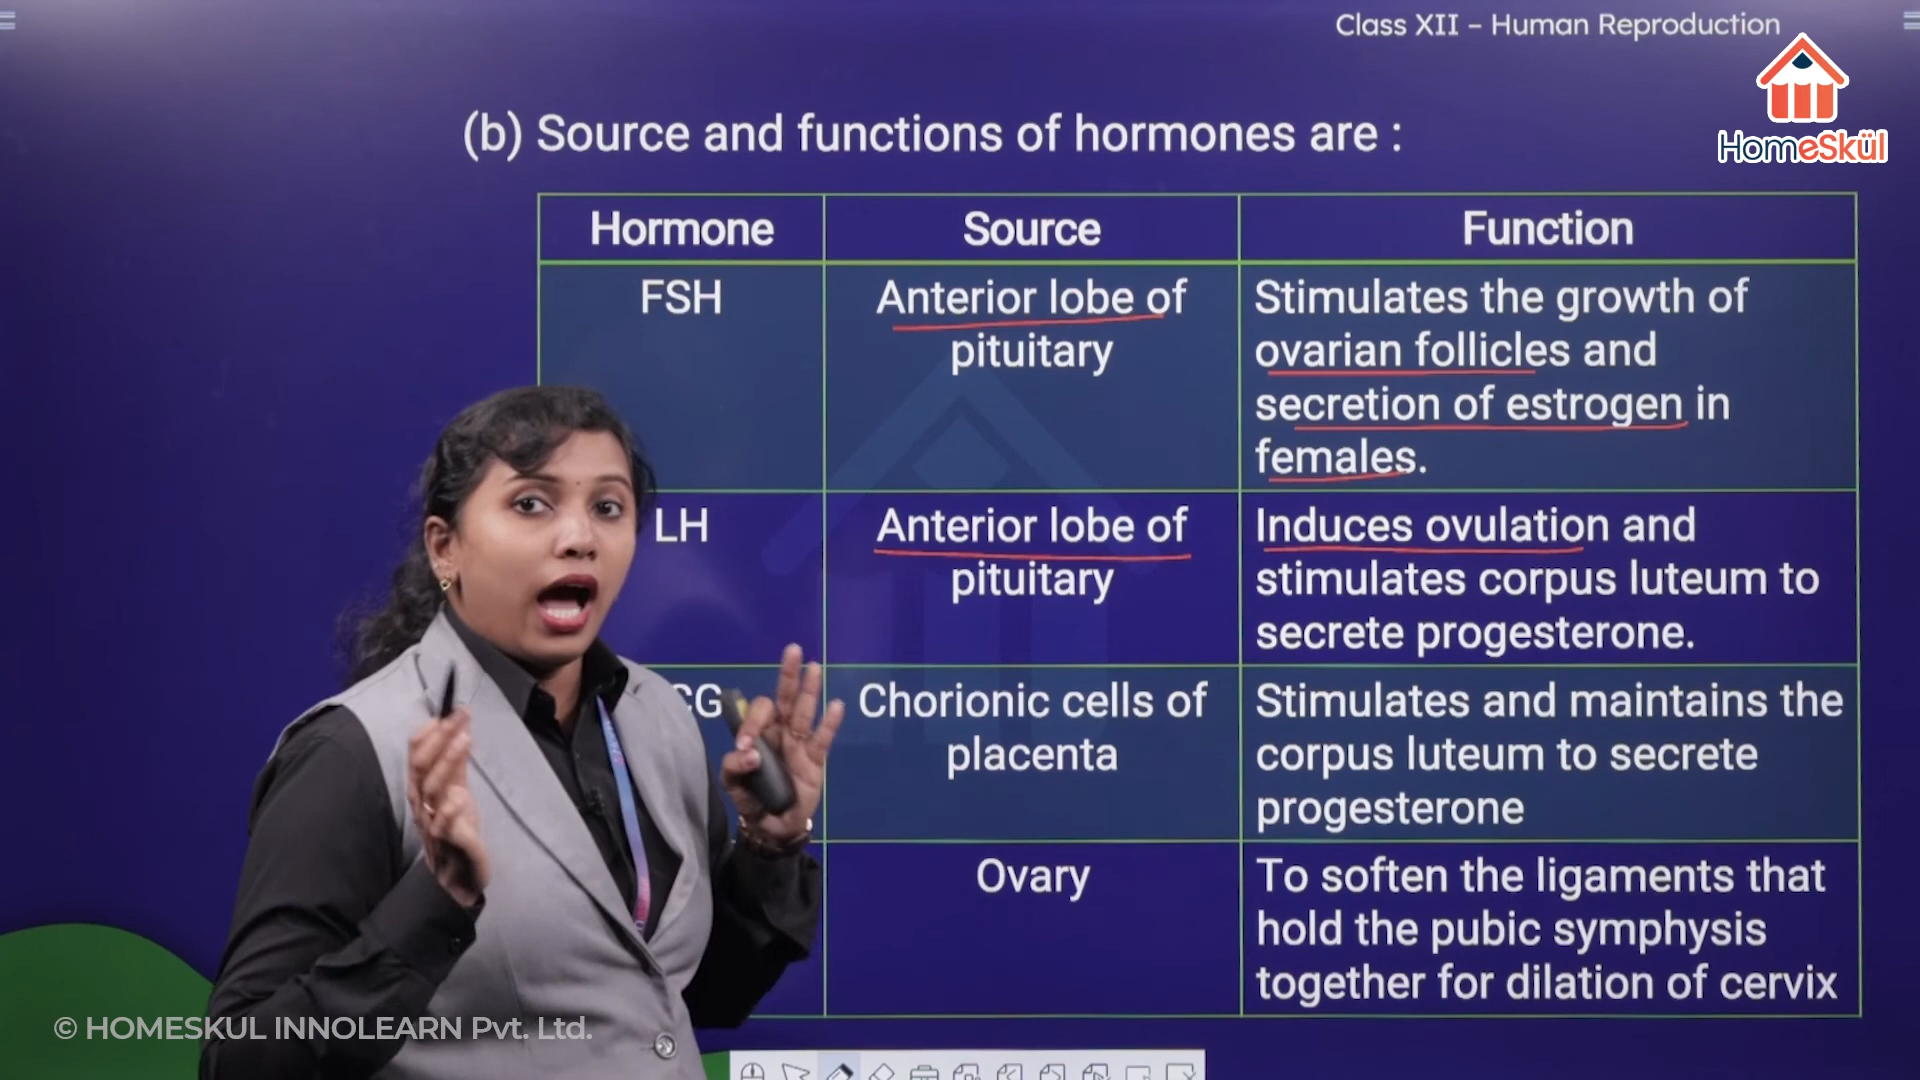 Class XII – Human Reproduction
HomeSkül
(b) Source and functions of hormones are :
Hormone
Source
Function
FSH
Anterior lobe of
pituitary
Stimulates the growth of
ovarian follicles and
secretion of estrogen in
females.
LH
Anterior lobe of
pituitary
Induces ovulation and
stimulates corpus luteum to
secrete progesterone.
CG
Chorionic cells of
placenta
Stimulates and maintains the
corpus luteum to secrete
progesterone
Ovary
To soften the ligaments that
hold the pubic symphysis
together for dilation of cervix
© HOMESKUL INNOLEARN Pvt. Ltd.